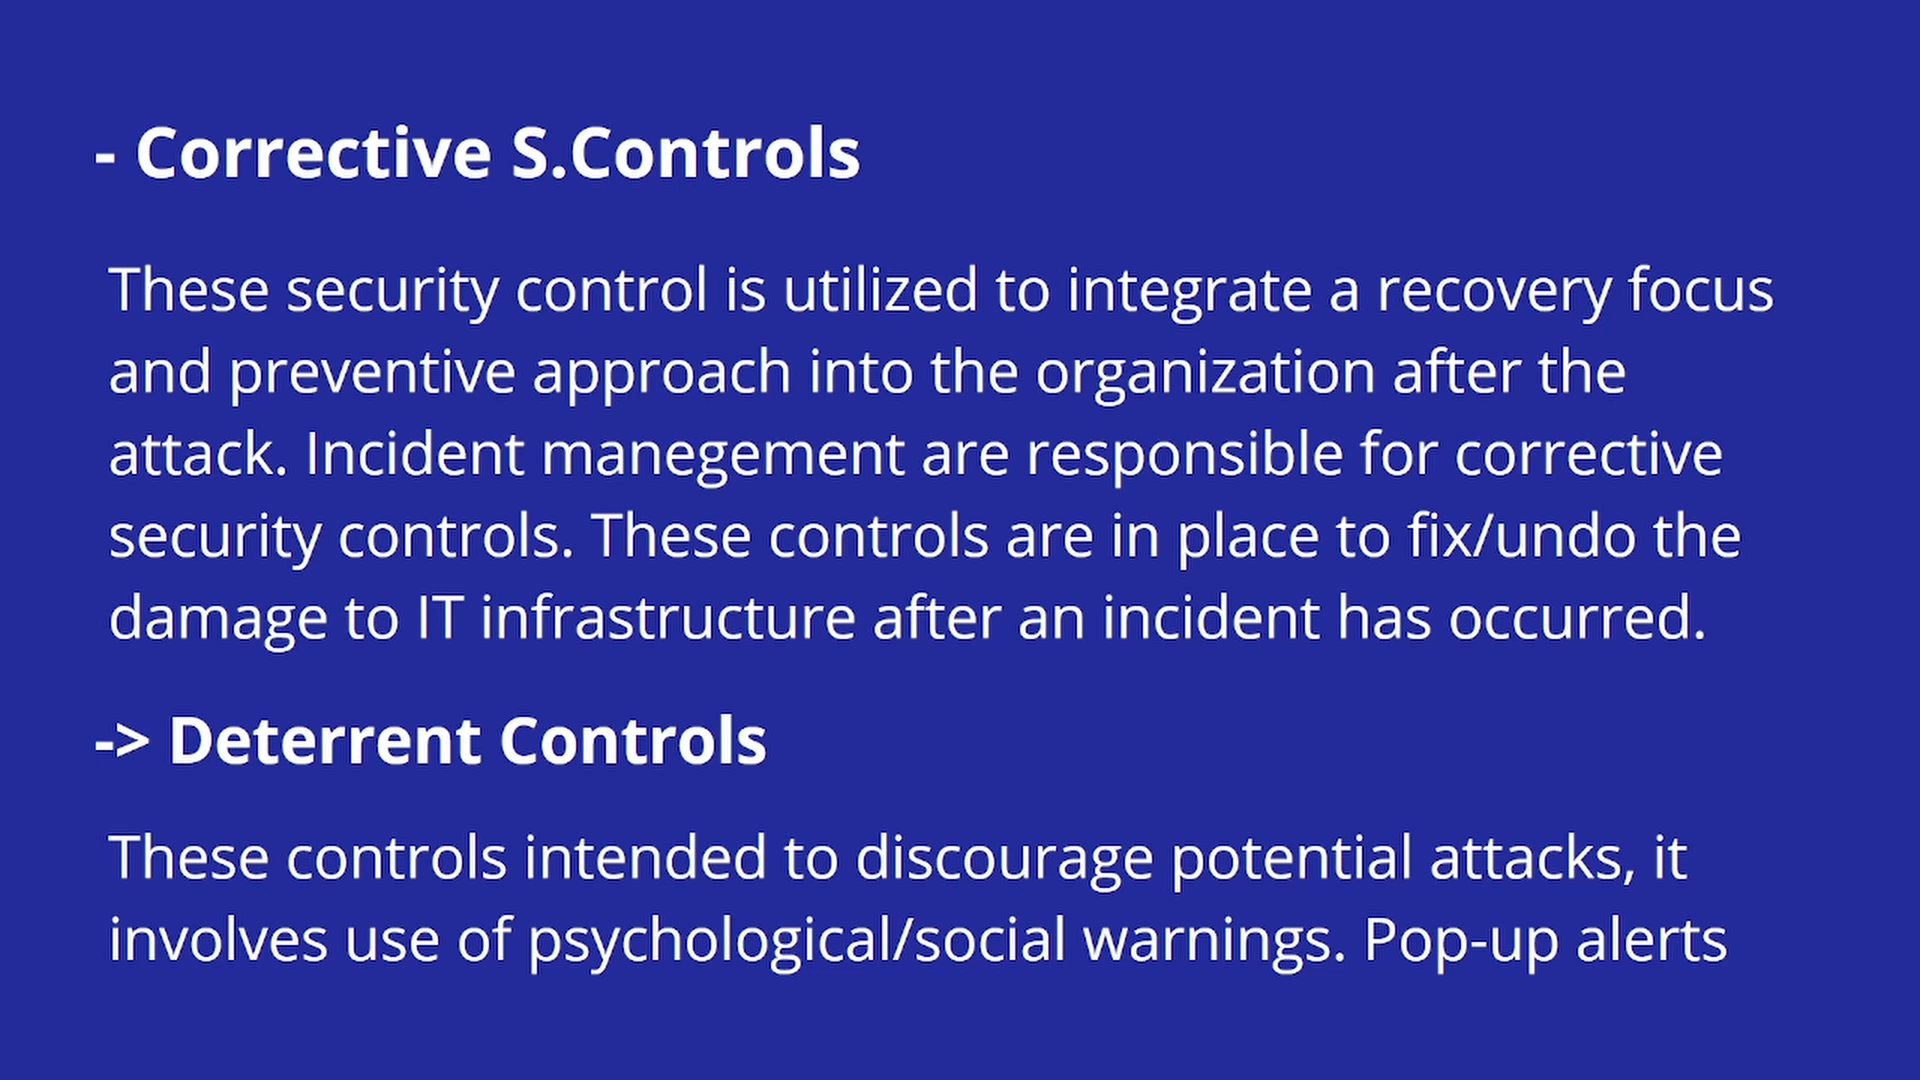 - Corrective S.Controls
These security control is utilized to integrate a recovery focus
and preventive approach into the organization after the
attack. Incident manegement are responsible for corrective
security controls. These controls are in place to fix/undo the
damage to IT infrastructure after an incident has occurred.
-> Deterrent Controls
These controls intended to discourage potential attacks, it
involves use of psychological/social warnings. Pop-up alerts